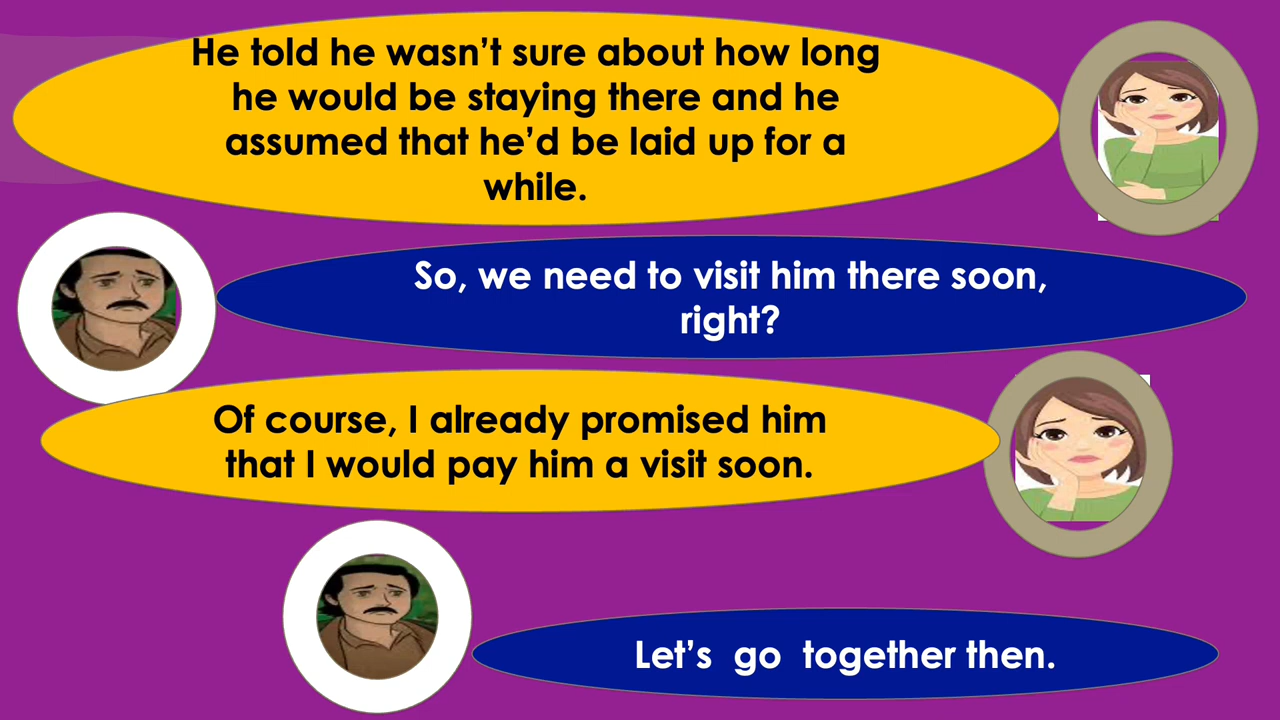 He told he wasn’t sure about how long
he would be staying there and he
assumed that he’d be laid up for a
while.
So, we need to visit him there soon,
right?
Of course, I already promised him
that I would pay him a visit soon.
Let’s go together then.